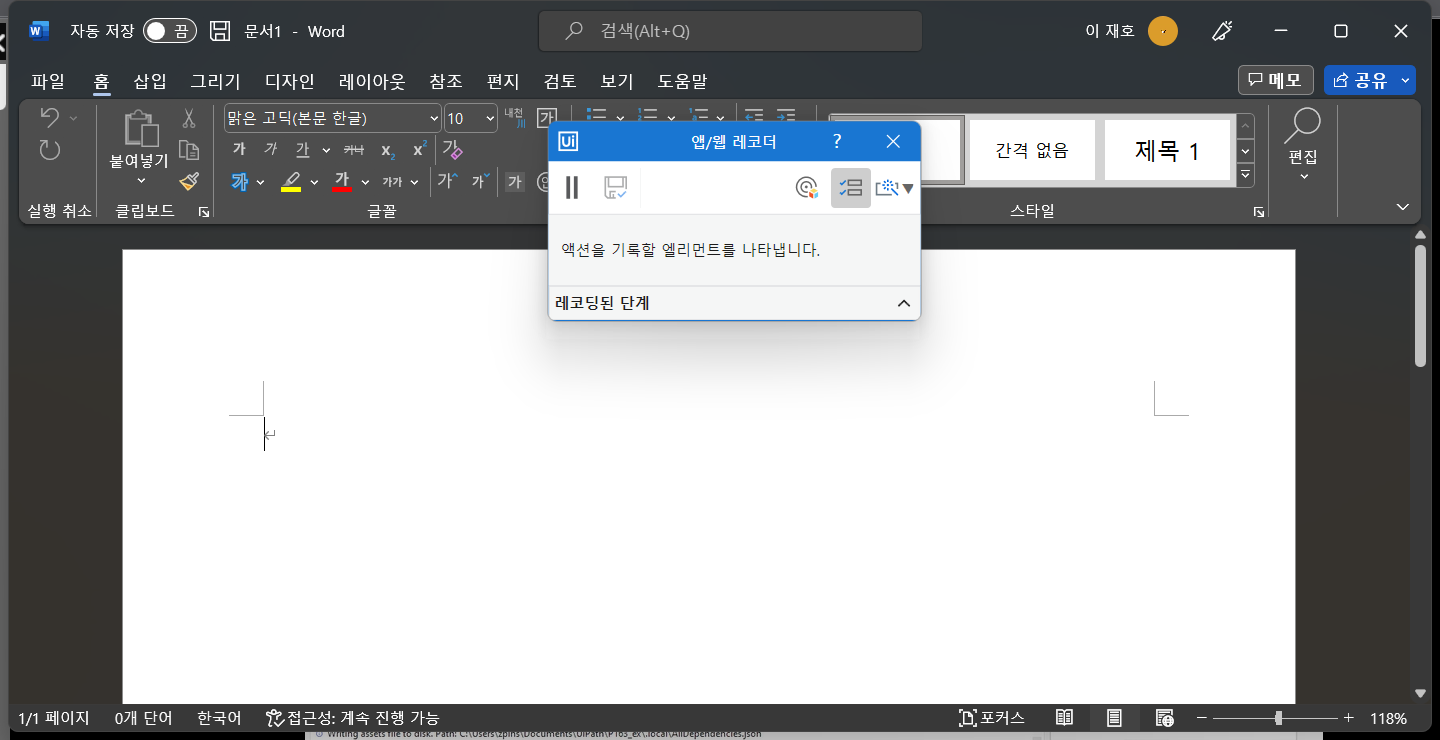 자동 저장 끔 문서1 - Word 검색(Alt+Q) 이 재호
파일 홈 삽입 그리기 디자인 레이아웃 참조 편지 검토 보기 도움말 메모 공유
맑은 고딕(본문 한글) 10 내천 가
가 가 가 가나 x₂ x² 가
붙여넣기
가 가 가가 가 가 가
실행 취소 클립보드 글꼴
Ui 앱/웹 레코더 ?
액션을 기록할 엘리먼트를 나타냅니다.
레코딩된 단계
간격 없음 제목 1
스타일
편집
1/1 페이지 0개 단어 한국어 접근성: 계속 진행 가능 포커스 118%
Writing assets file to disk. Path: C:\Users\zpins\Documents\UiPath\P163_ex\.local\AllDependencies.json